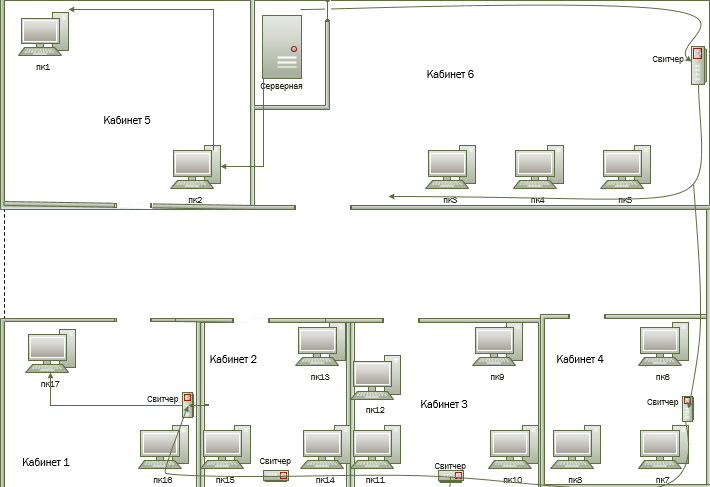 пк1
Серверная
Кабинет 6
Свитчер
Кабинет 5
пк2
пк3
пк4
пк5
Кабинет 2
пк13
пк9
Кабинет 4
пк6
пк17
Свитчер
пк12
Кабинет 3
Свитчер
Кабинет 1
пк16
пк15
Свитчер
пк14
пк11
Свитчер
пк10
пк8
пк7